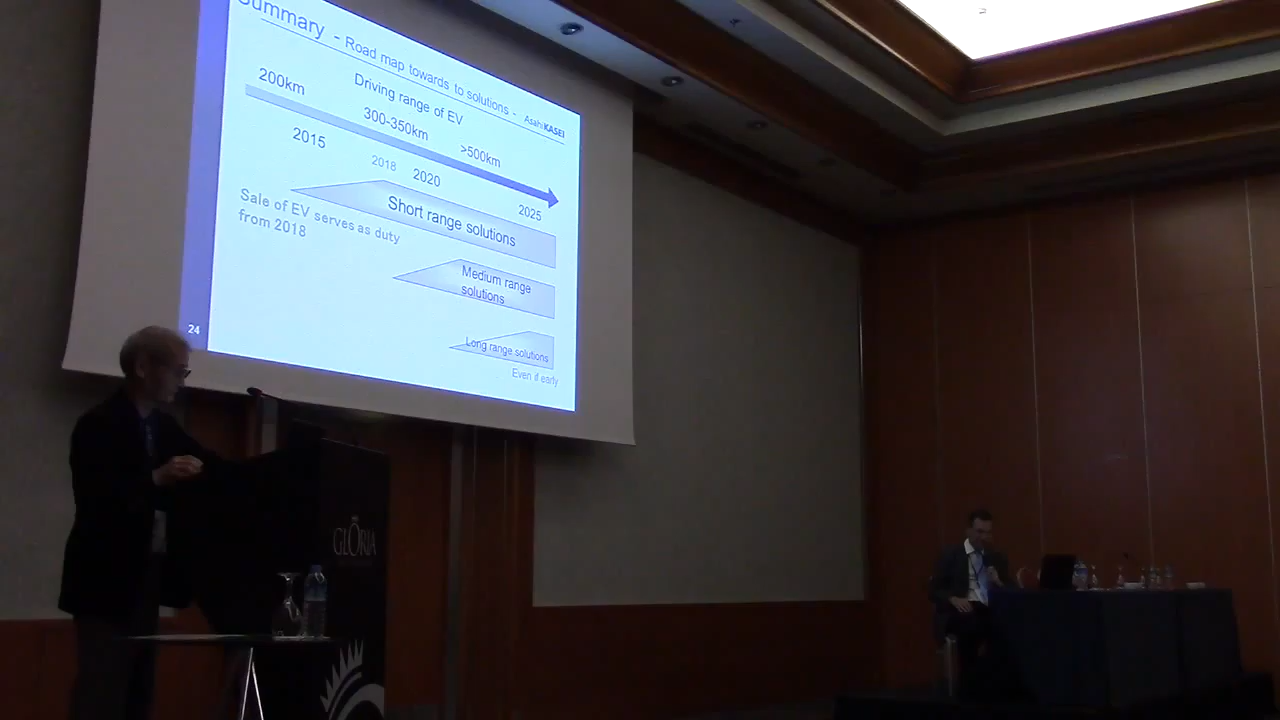 Summary - Road map towards to solutions -
AsahiKASEI
200km
Driving range of EV
300-350km
>500km
2015
2018
2020
2025
Short range solutions
Sale of EV serves as duty
from 2018
Medium range
solutions
Long range solutions
Even if early
24
GLORIA